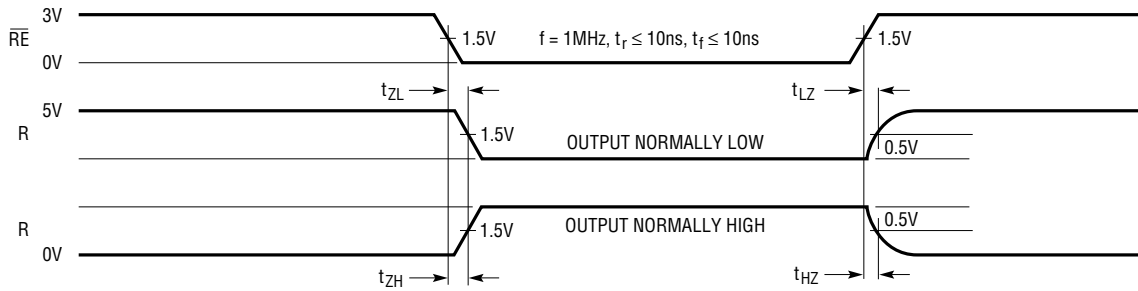 3V
RE
1.5V
f = 1MHz, tr ≤ 10ns, tf ≤ 10ns
1.5V
0V
tZL
tLZ
5V
R
1.5V
OUTPUT NORMALLY LOW
0.5V
R
1.5V
OUTPUT NORMALLY HIGH
0.5V
0V
tZH
tHZ